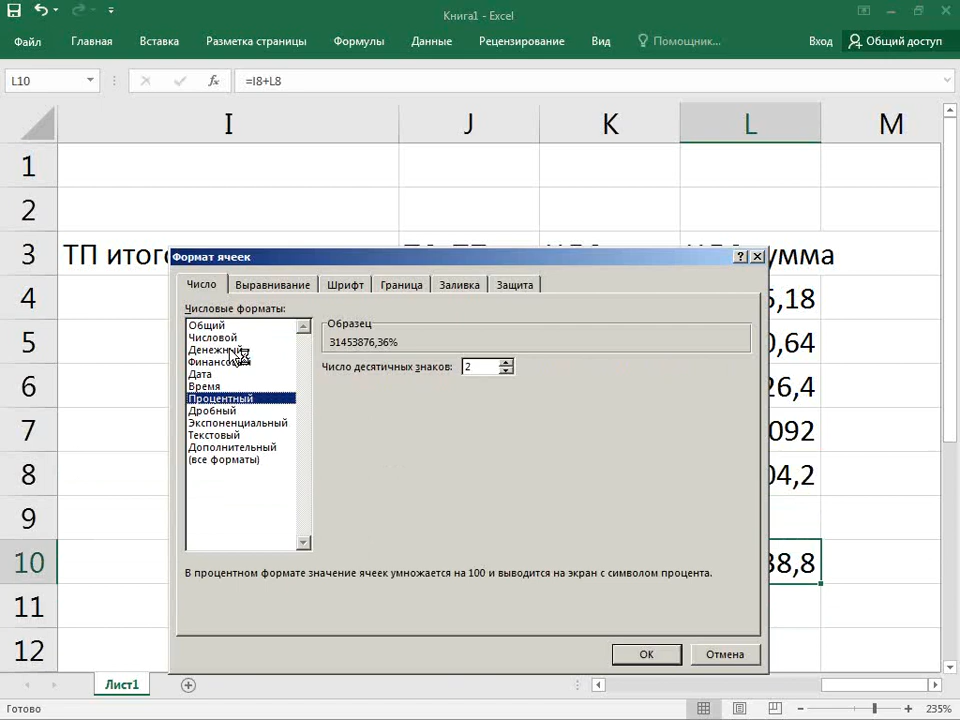 Книга1 - Excel
Файл Главная Вставка Разметка страницы Формулы Данные Рецензирование Вид Помощник... Вход Общий доступ
L10 fx =I8+L8
I J K L M
1
2
3 ТП итог умма
4 ,18
5 0,64
6 26,4
7 092
8 04,2
9
10 38,8
11
12
Формат ячеек ? ×
Число Выравнивание Шрифт Граница Заливка Защита
Числовые форматы:
Общий
Числовой
Денежный
Финансовый
Дата
Время
Процентный
Дробный
Экспоненциальный
Текстовый
Дополнительный
(все форматы)
Образец
31453876,36%
Число десятичных знаков: 2
В процентном формате значение ячеек умножается на 100 и выводится на экран с символом процента.
ОК Отмена
Лист1
Готово 235%